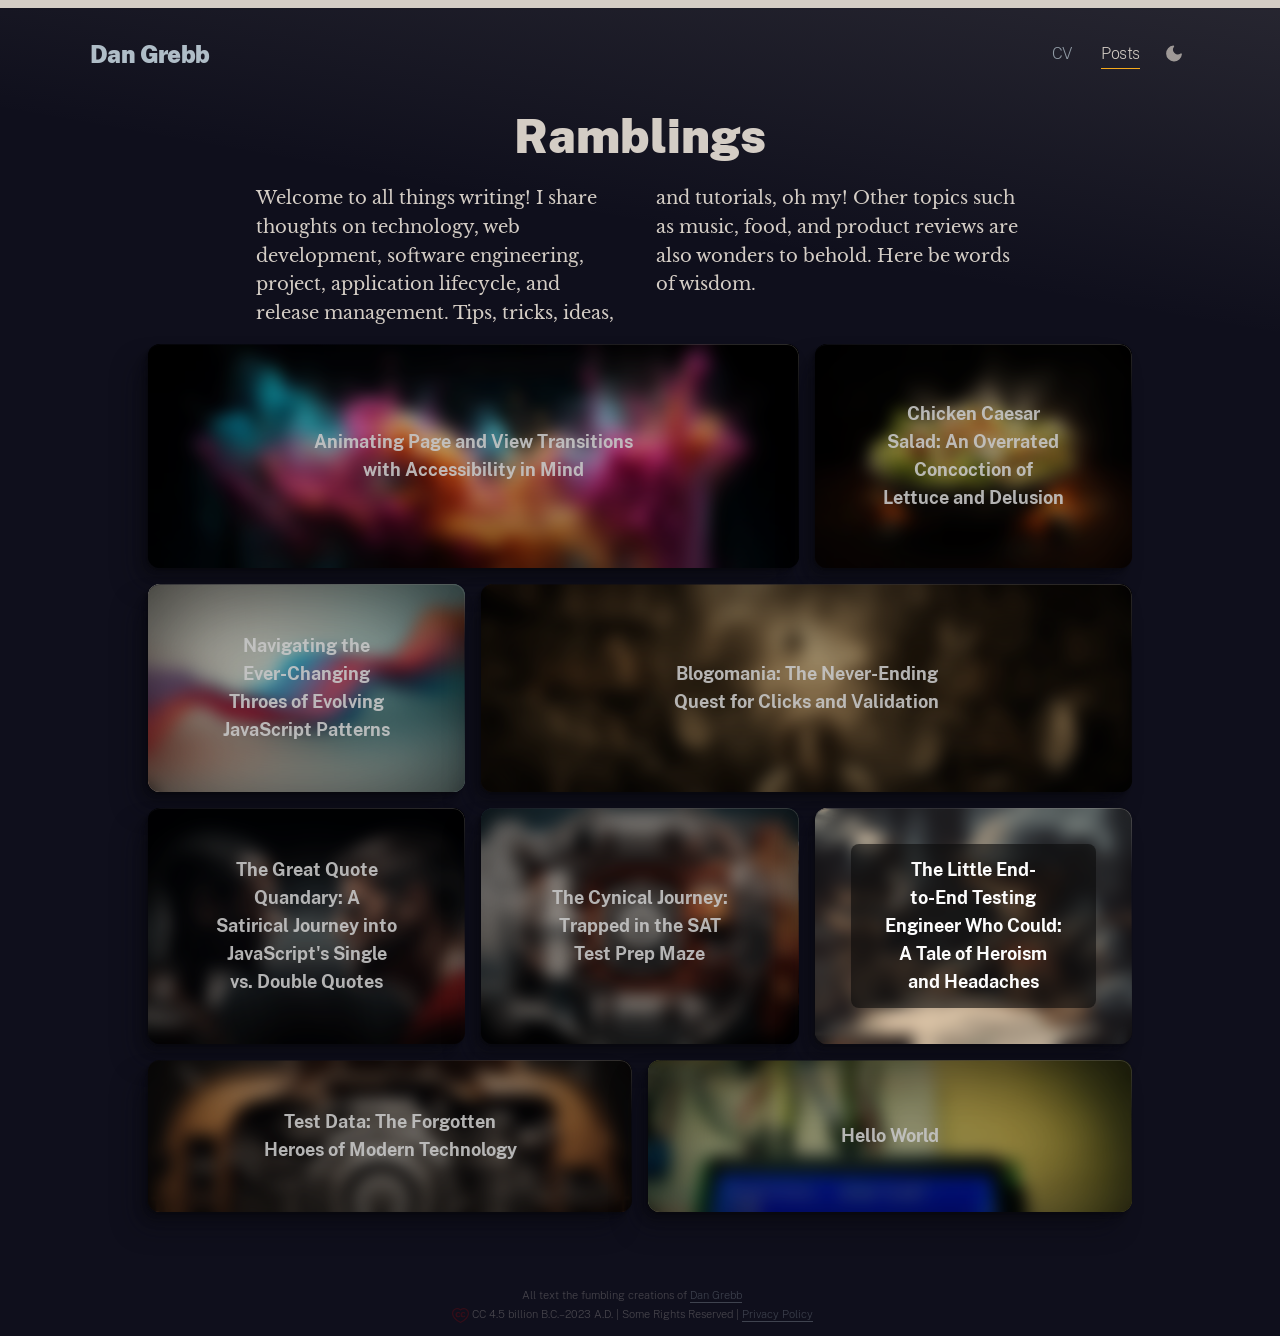 Dan Grebb
CV
Posts
Ramblings
Welcome to all things writing! I share
thoughts on technology, web
development, software engineering,
project, application lifecycle, and
release management. Tips, tricks, ideas,
and tutorials, oh my! Other topics such
as music, food, and product reviews are
also wonders to behold. Here be words
of wisdom.
Animating Page and View Transitions
with Accessibility in Mind
Chicken Caesar
Salad: An Overrated
Concoction of
Lettuce and Delusion
Navigating the
Ever-Changing
Throes of Evolving
JavaScript Patterns
Blogomania: The Never-Ending
Quest for Clicks and Validation
The Great Quote
Quandary: A
Satirical Journey into
JavaScript's Single
vs. Double Quotes
The Cynical Journey:
Trapped in the SAT
Test Prep Maze
The Little End-
to-End Testing
Engineer Who Could:
A Tale of Heroism
and Headaches
Test Data: The Forgotten
Heroes of Modern Technology
Hello World
All text the fumbling creations of Dan Grebb
CC 4.5 billion B.C.–2023 A.D. | Some Rights Reserved | Privacy Policy